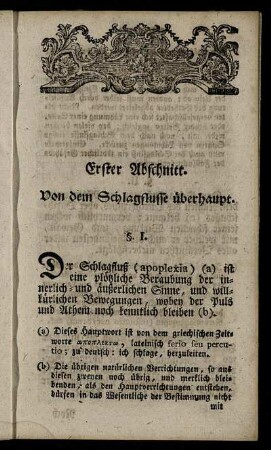 Erster Abschnitt.
Von dem Schlagflusse überhaupt.
§. I.
Der Schlagfluß (apoplexia) (a) ist
eine plötzliche Beraubung der in-
nerlich- und äußerlichen Sinne, und will-
kürlichen Bewegungen, wobey der Puls
und Athem noch kenntlich bleiben (b).
(a) Dieses Hauptwort ist von dem griechischen Zeit-
worte lateinisch ferio seu percu-
tio; zu deutsch: ich schlage, herzuleiten.
(b) Die übrigen natürlichen Verrichtungen, so aus
diesen zweyen noch übrig, und merklich blei-
benden, als den Hauptverrichtungen entstehen,
dürfen in das Wesentliche der Bestimmung nicht
mit